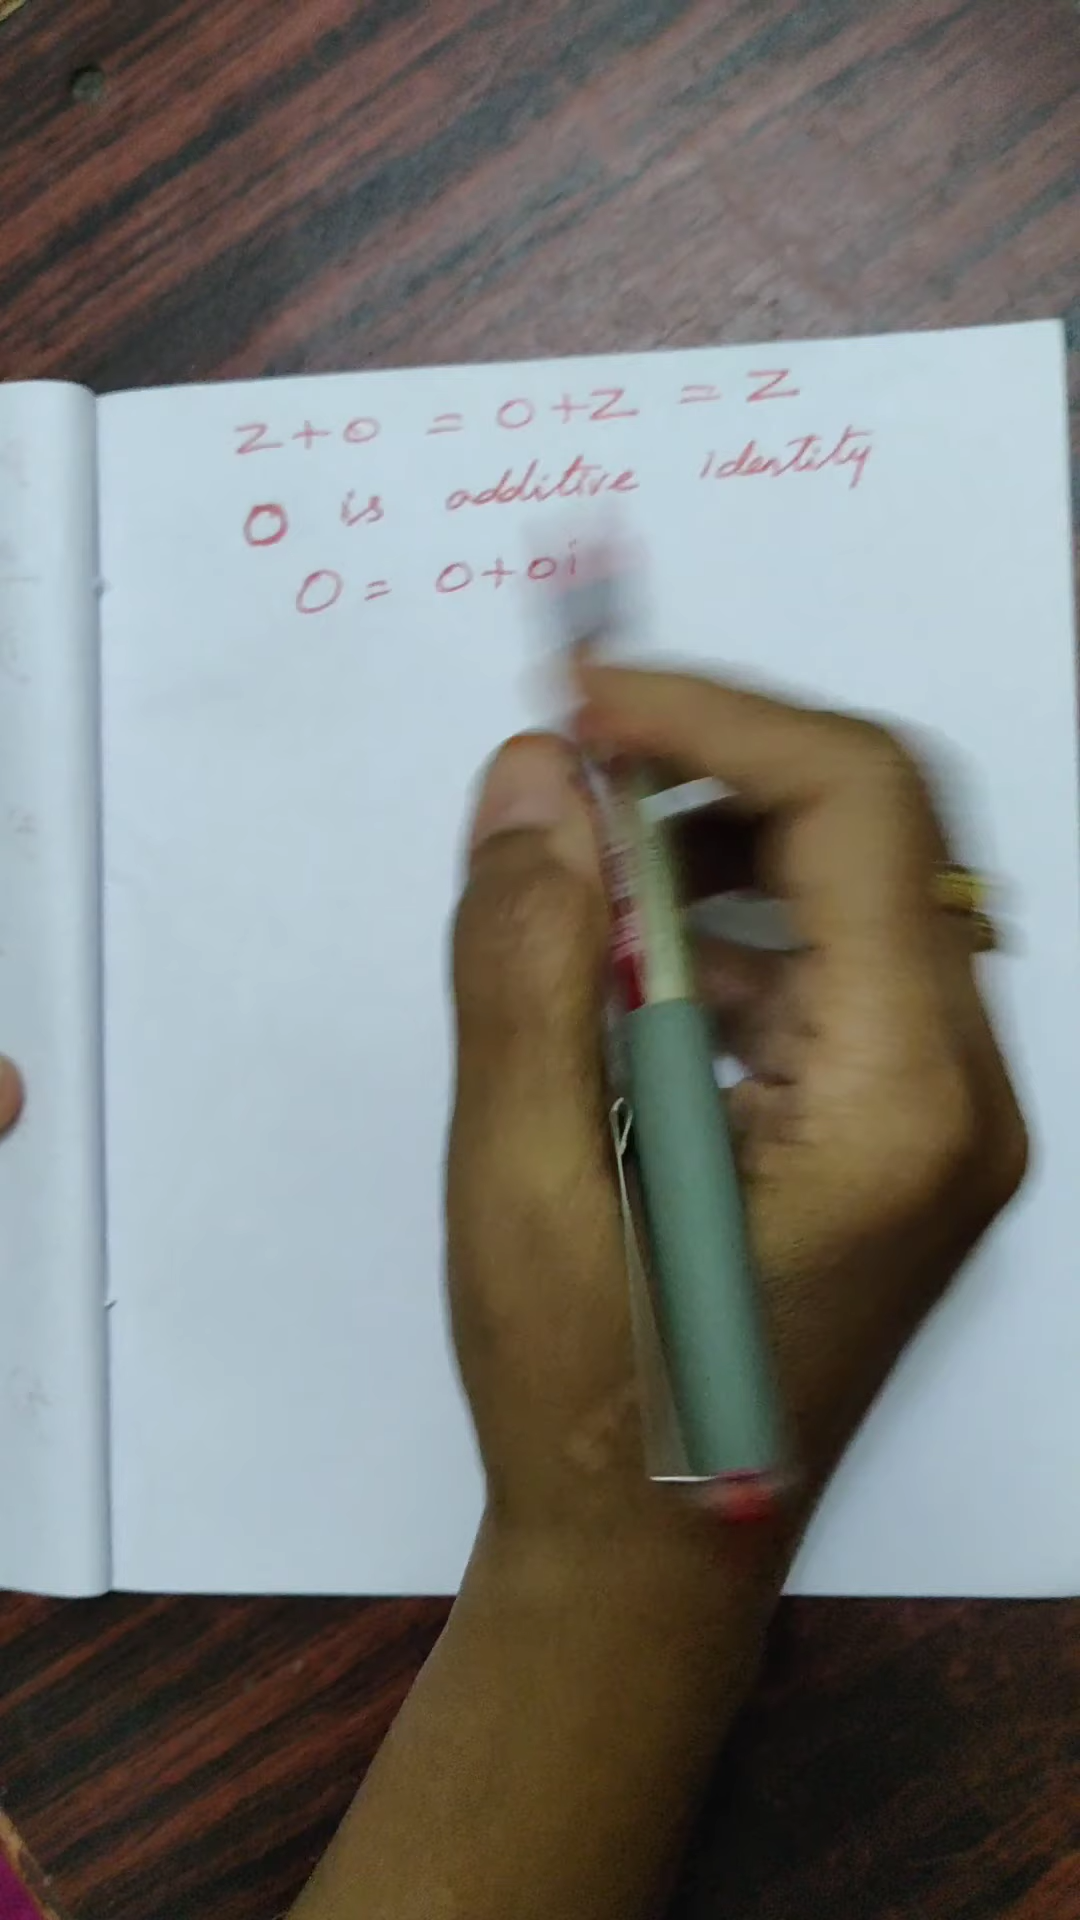 z+0 = 0+z = z
0 is additive identity
0 = 0+0i